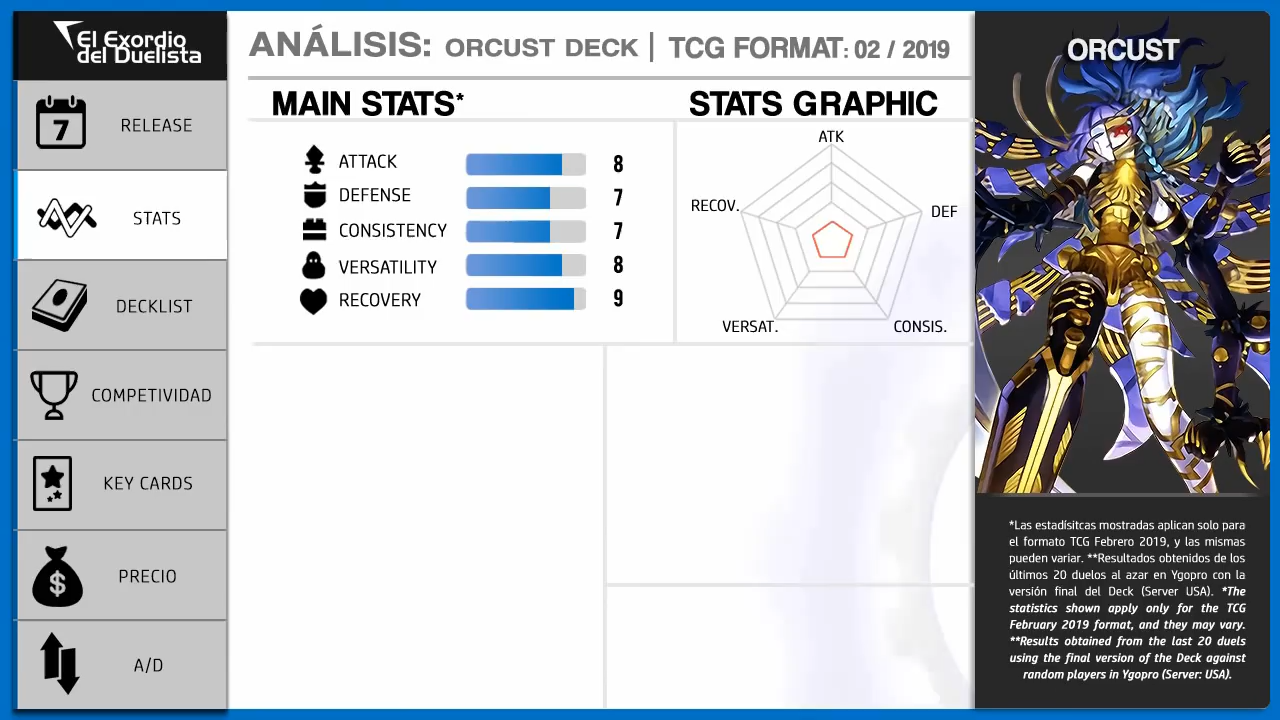 El Exordio
del Duelista
ANÁLISIS: ORCUST DECK | TCG FORMAT: 02 / 2019
ORCUST
7
RELEASE
STATS
DECKLIST
COMPETIVIDAD
KEY CARDS
$
PRECIO
A/D
MAIN STATS*
ATTACK 8
DEFENSE 7
CONSISTENCY 7
VERSATILITY 8
RECOVERY 9
STATS GRAPHIC
ATK
RECOV.
DEF
VERSAT.
CONSIS.
*Las estadísitcas mostradas aplican solo para
el formato TCG Febrero 2019, y las mismas
pueden variar. **Resultados obtenidos de los
últimos 20 duelos al azar en Ygopro con la
versión final del Deck (Server USA). *The
statistics shown apply only for the TCG
February 2019 format, and they may vary.
**Results obtained from the last 20 duels
using the final version of the Deck against
random players in Ygopro (Server: USA).